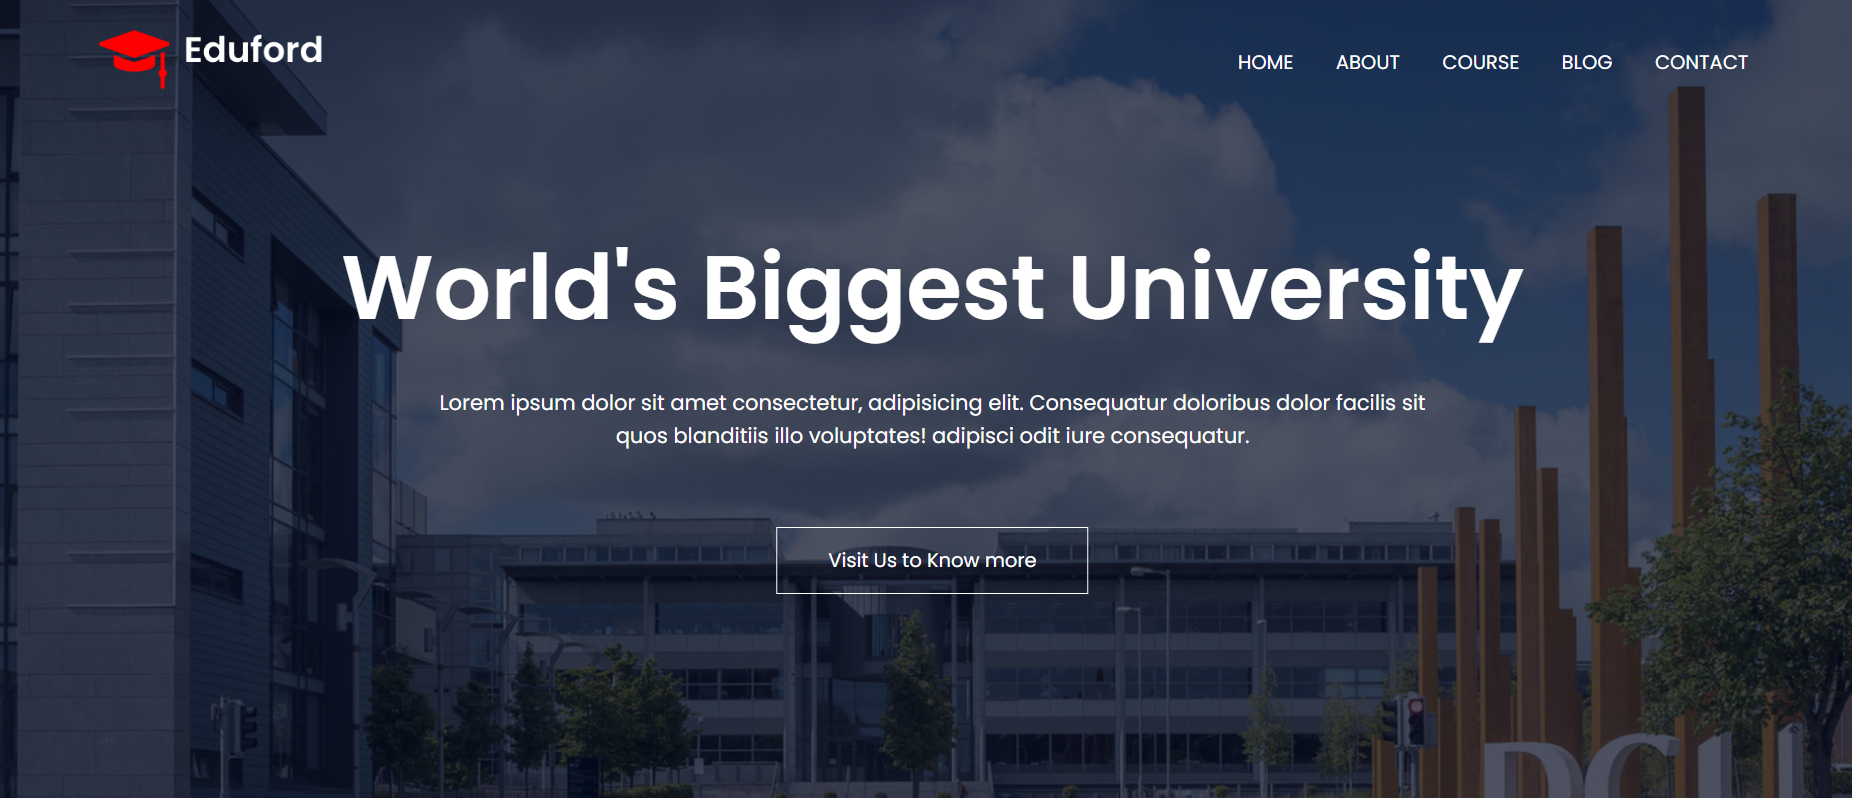 Eduford
HOME ABOUT COURSE BLOG CONTACT
World's Biggest University
Lorem ipsum dolor sit amet consectetur, adipisicing elit. Consequatur doloribus dolor facilis sit
quos blanditiis illo voluptates! adipisci odit iure consequatur.
Visit Us to Know more
DCU